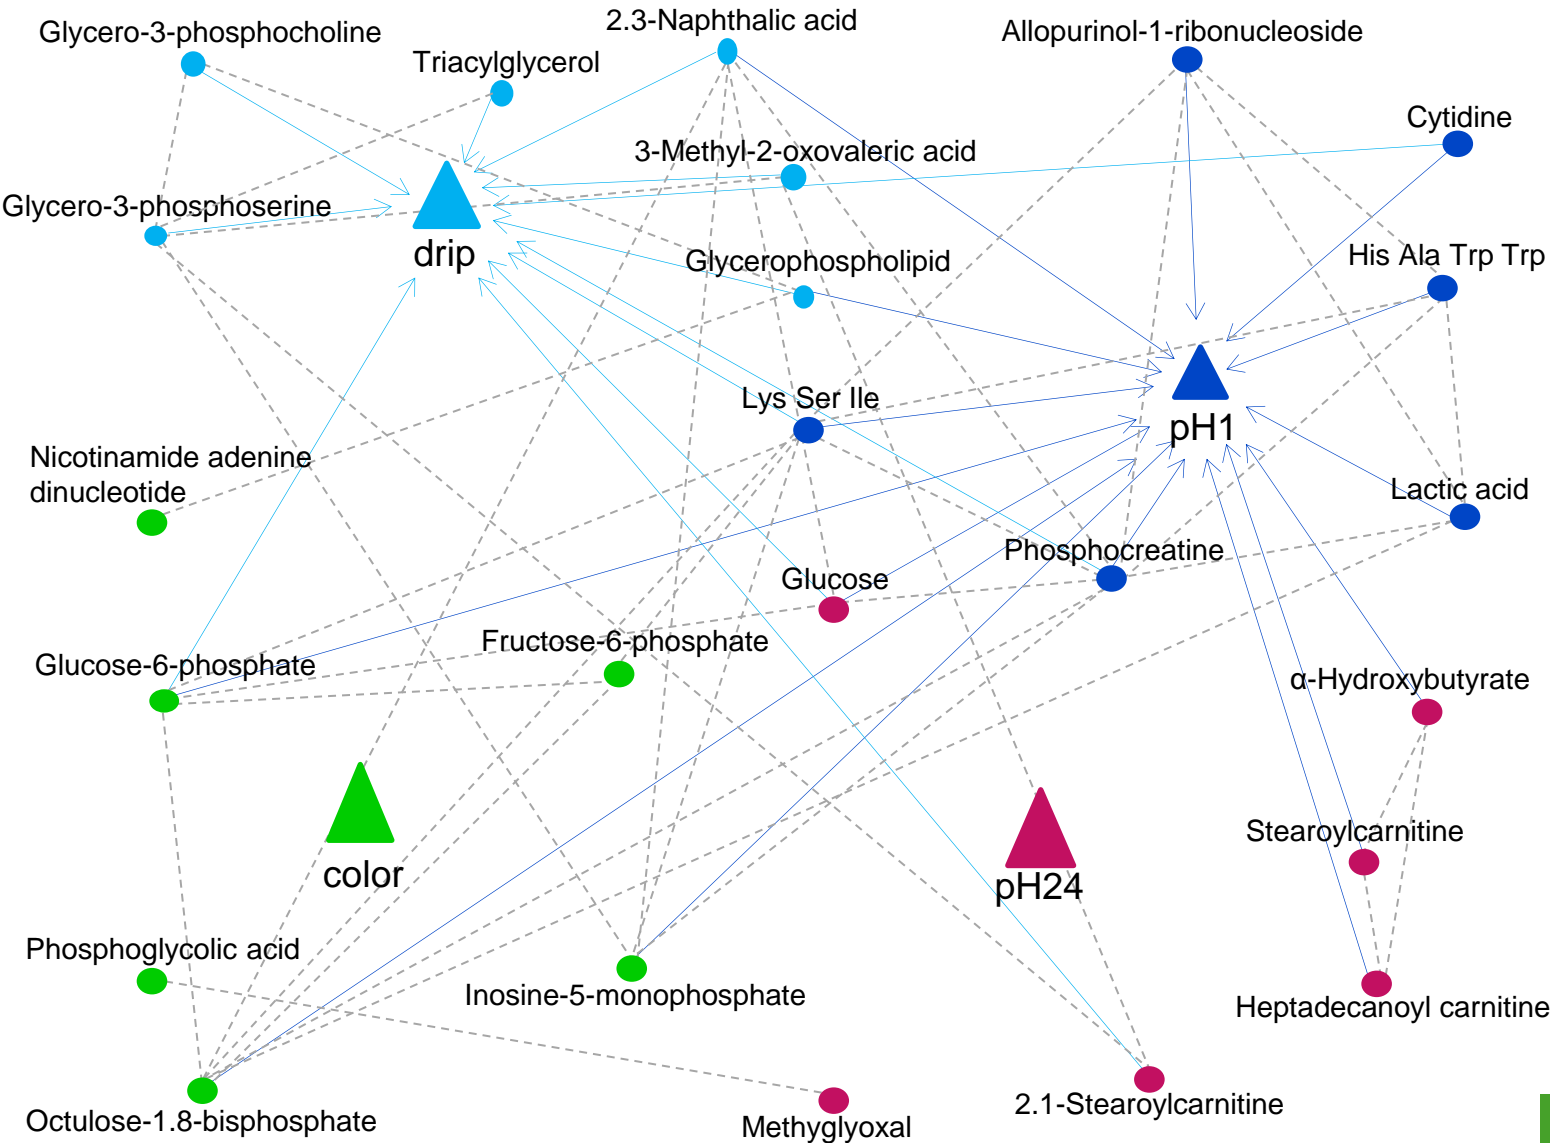 2.3-Naphthalic acid
Allopurinol-1-ribonucleoside
Glycero-3-phosphocholine
Triacylglycerol
Cytidine
3-Methyl-2-oxovaleric acid
Glycero-3-phosphoserine
drip
His Ala Trp Trp
Glycerophospholipid
Lys Ser Ile
pH1
Nicotinamide adenine
dinucleotide
Lactic acid
Phosphocreatine
Glucose
Fructose-6-phosphate
Glucose-6-phosphate
α-Hydroxybutyrate
Stearoylcarnitine
color
pH24
Phosphoglycolic acid
Inosine-5-monophosphate
Heptadecanoyl carnitine
2.1-Stearoylcarnitine
Octulose-1.8-bisphosphate
Methyglyoxal